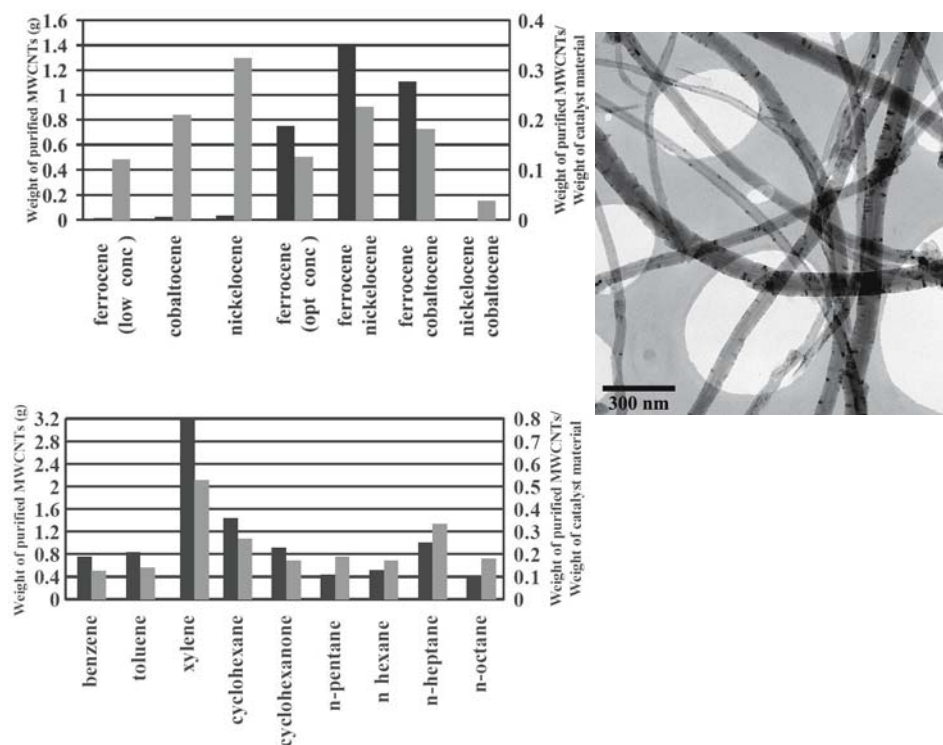 Weight of purified MWCNTs (g)
1.6
1.4
1.2
1
0.8
0.6
0.4
0.2
0
0.4
0.3
0.2
0.1
0
Weight of purified MWCNTs/
Weight of catalyst material
ferrocene
(low conc )
cobaltocene
nickelocene
ferrocene
(opt conc )
ferrocene
nickelocene
ferrocene
cobaltocene
nickelocene
cobaltocene
300 nm
Weight of purified MWCNTs (g)
3.2
2.8
2.4
2
1.6
1.2
0.8
0.4
0
0.8
0.7
0.6
0.5
0.4
0.3
0.2
0.1
0
Weight of purified MWCNTs/
Weight of catalyst material
benzene
toluene
xylene
cyclohexane
cyclohexanone
n-pentane
n hexane
n-heptane
n-octane